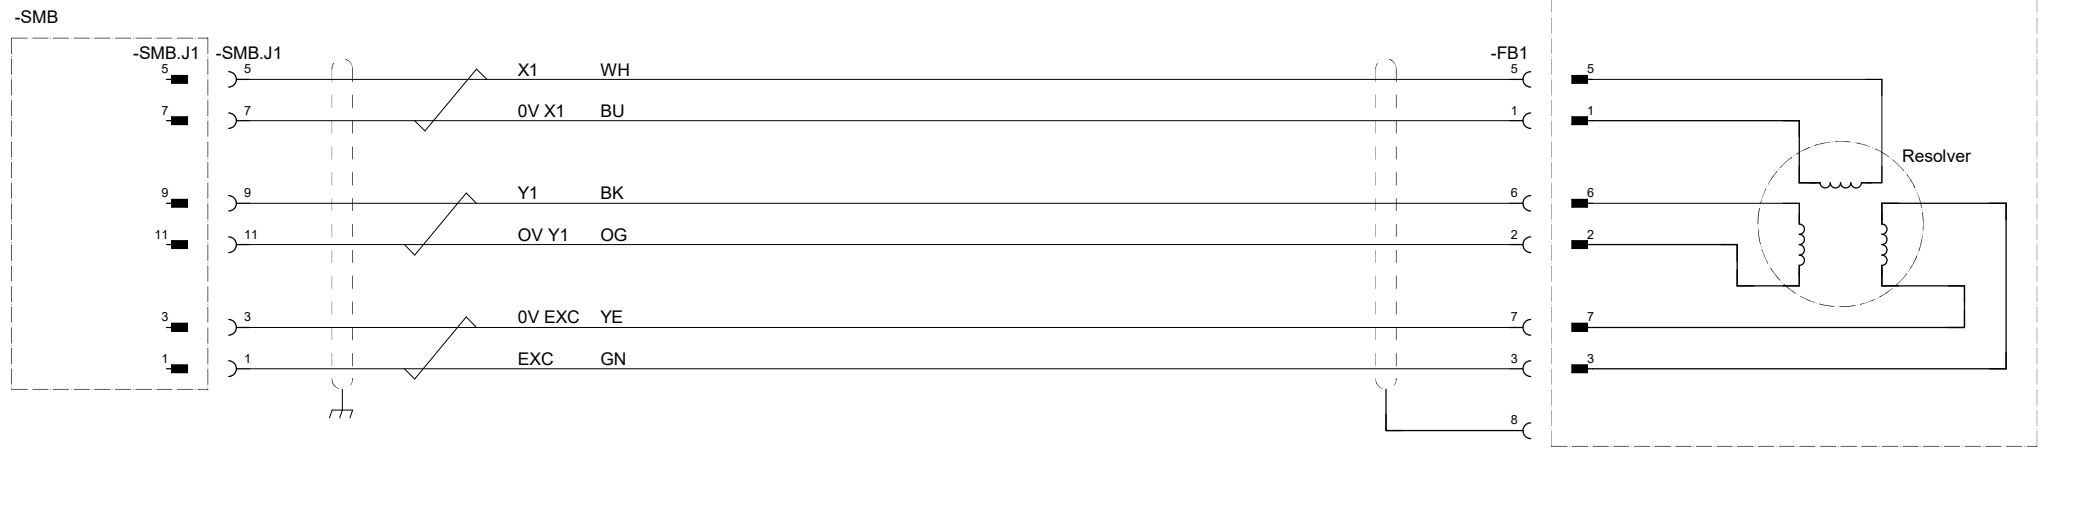 -SMB
-SMB.J1 -SMB.J1 -FB1
5 5 X1 WH 5 5
7 7 0V X1 BU 1 1
Resolver
9 9 Y1 BK 6 6
11 11 OV Y1 OG 2 2
3 3 0V EXC YE 7 7
1 1 EXC GN 3 3
8